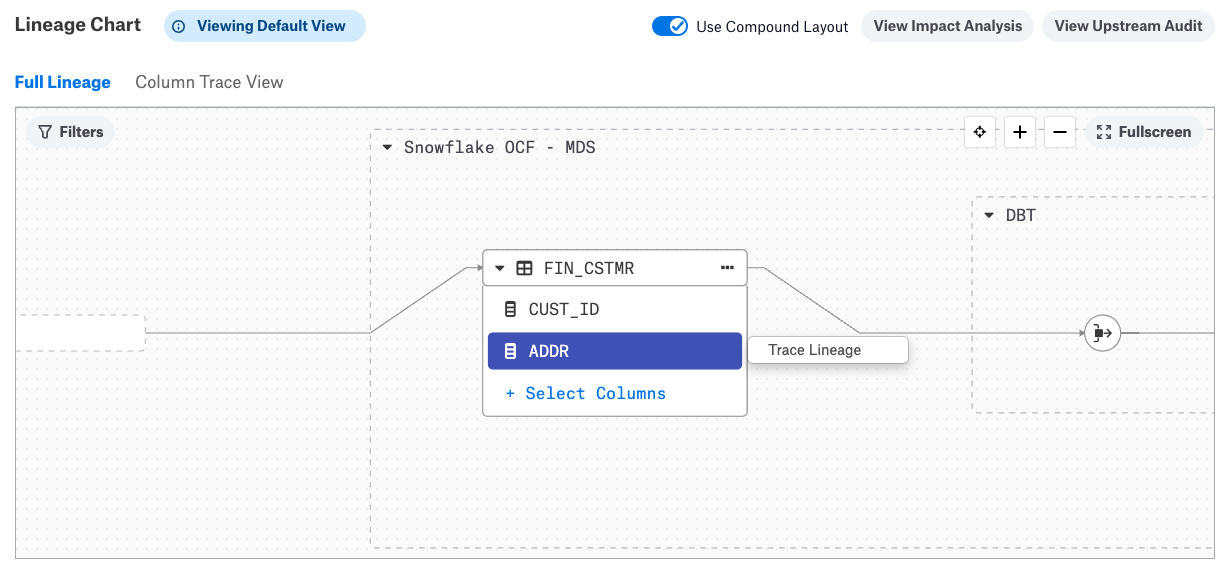 Lineage Chart
Viewing Default View
Use Compound Layout
View Impact Analysis
View Upstream Audit
Full Lineage
Column Trace View
Filters
Fullscreen
Snowflake OCF - MDS
DBT
FIN_CSTMR
CUST_ID
ADDR
Trace Lineage
+ Select Columns